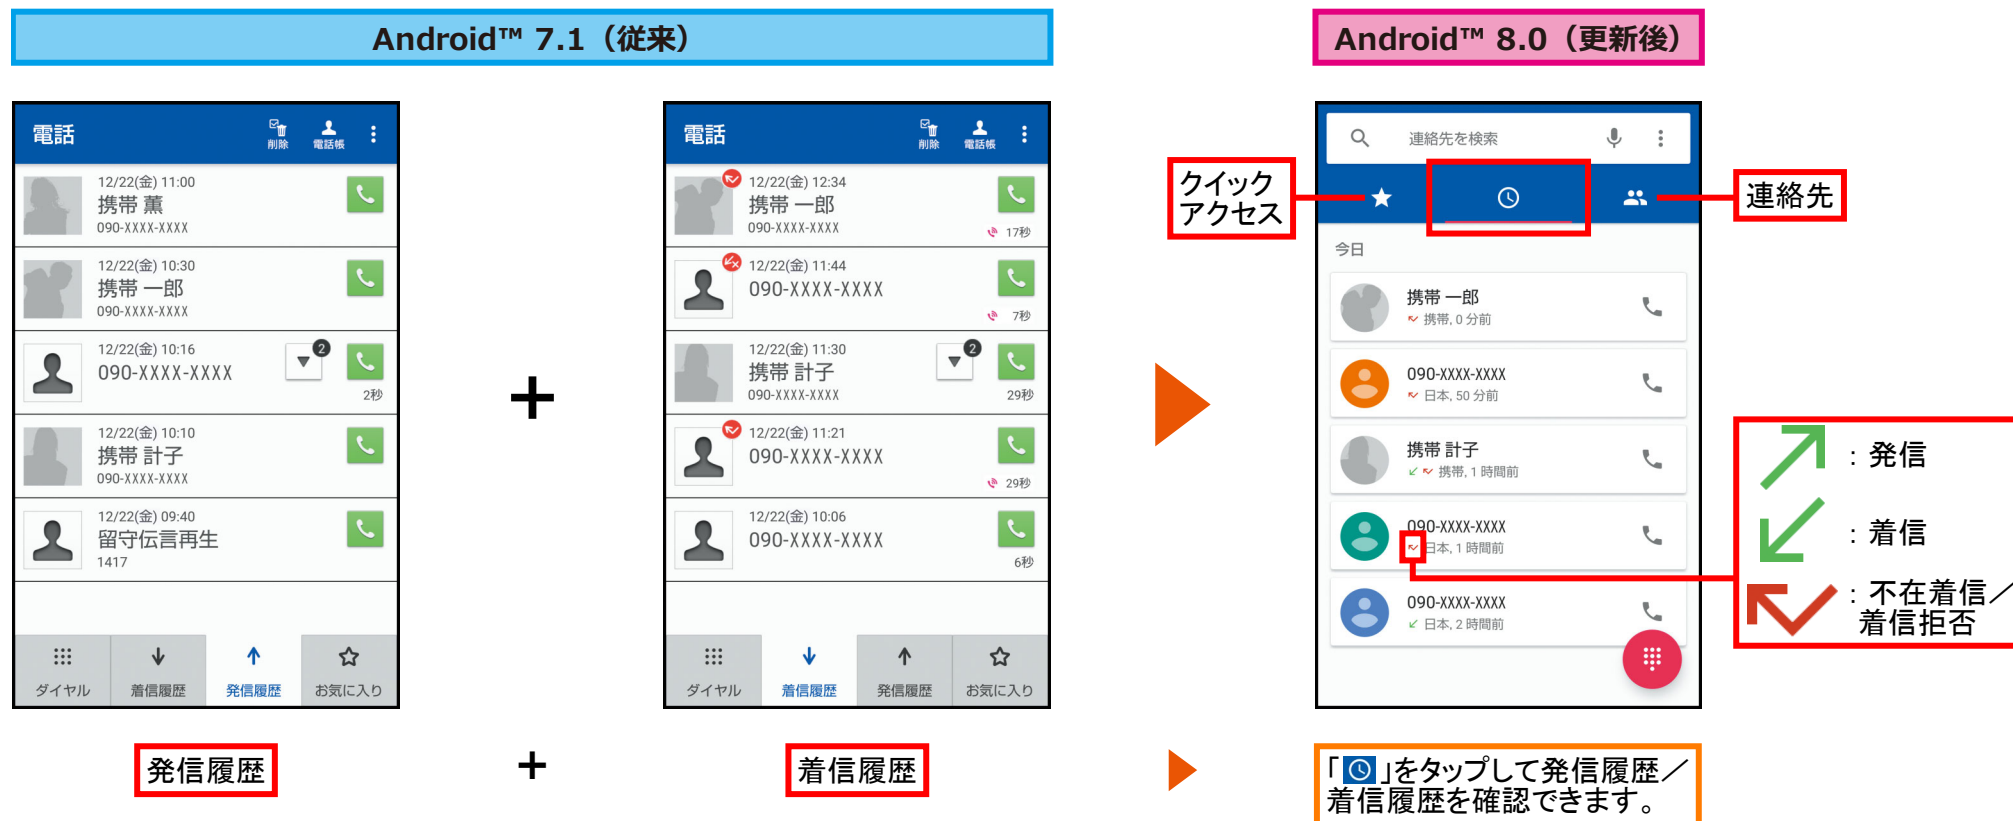 Android™ 7.1（従来）
Android™ 8.0（更新後）
電話
削除
電話帳
12/22(金) 11:00
携帯 薫
090-XXXX-XXXX
12/22(金) 10:30
携帯 一郎
090-XXXX-XXXX
12/22(金) 10:16
090-XXXX-XXXX
2
2秒
12/22(金) 10:10
携帯 計子
090-XXXX-XXXX
12/22(金) 09:40
留守伝言再生
1417
ダイヤル
着信履歴
発信履歴
お気に入り
発信履歴
+
+
電話
削除
電話帳
12/22(金) 12:34
携帯 一郎
090-XXXX-XXXX
17秒
12/22(金) 11:44
090-XXXX-XXXX
7秒
12/22(金) 11:30
携帯 計子
090-XXXX-XXXX
2
29秒
12/22(金) 11:21
090-XXXX-XXXX
29秒
12/22(金) 10:06
090-XXXX-XXXX
6秒
ダイヤル
着信履歴
発信履歴
お気に入り
着信履歴
クイック
アクセス
連絡先を検索
連絡先
今日
携帯 一郎
携帯, 0 分前
090-XXXX-XXXX
日本, 50 分前
携帯 計子
携帯, 1 時間前
090-XXXX-XXXX
日本, 1 時間前
090-XXXX-XXXX
日本, 2 時間前
：発信
：着信
：不在着信／
着信拒否
「」をタップして発信履歴／
着信履歴を確認できます。